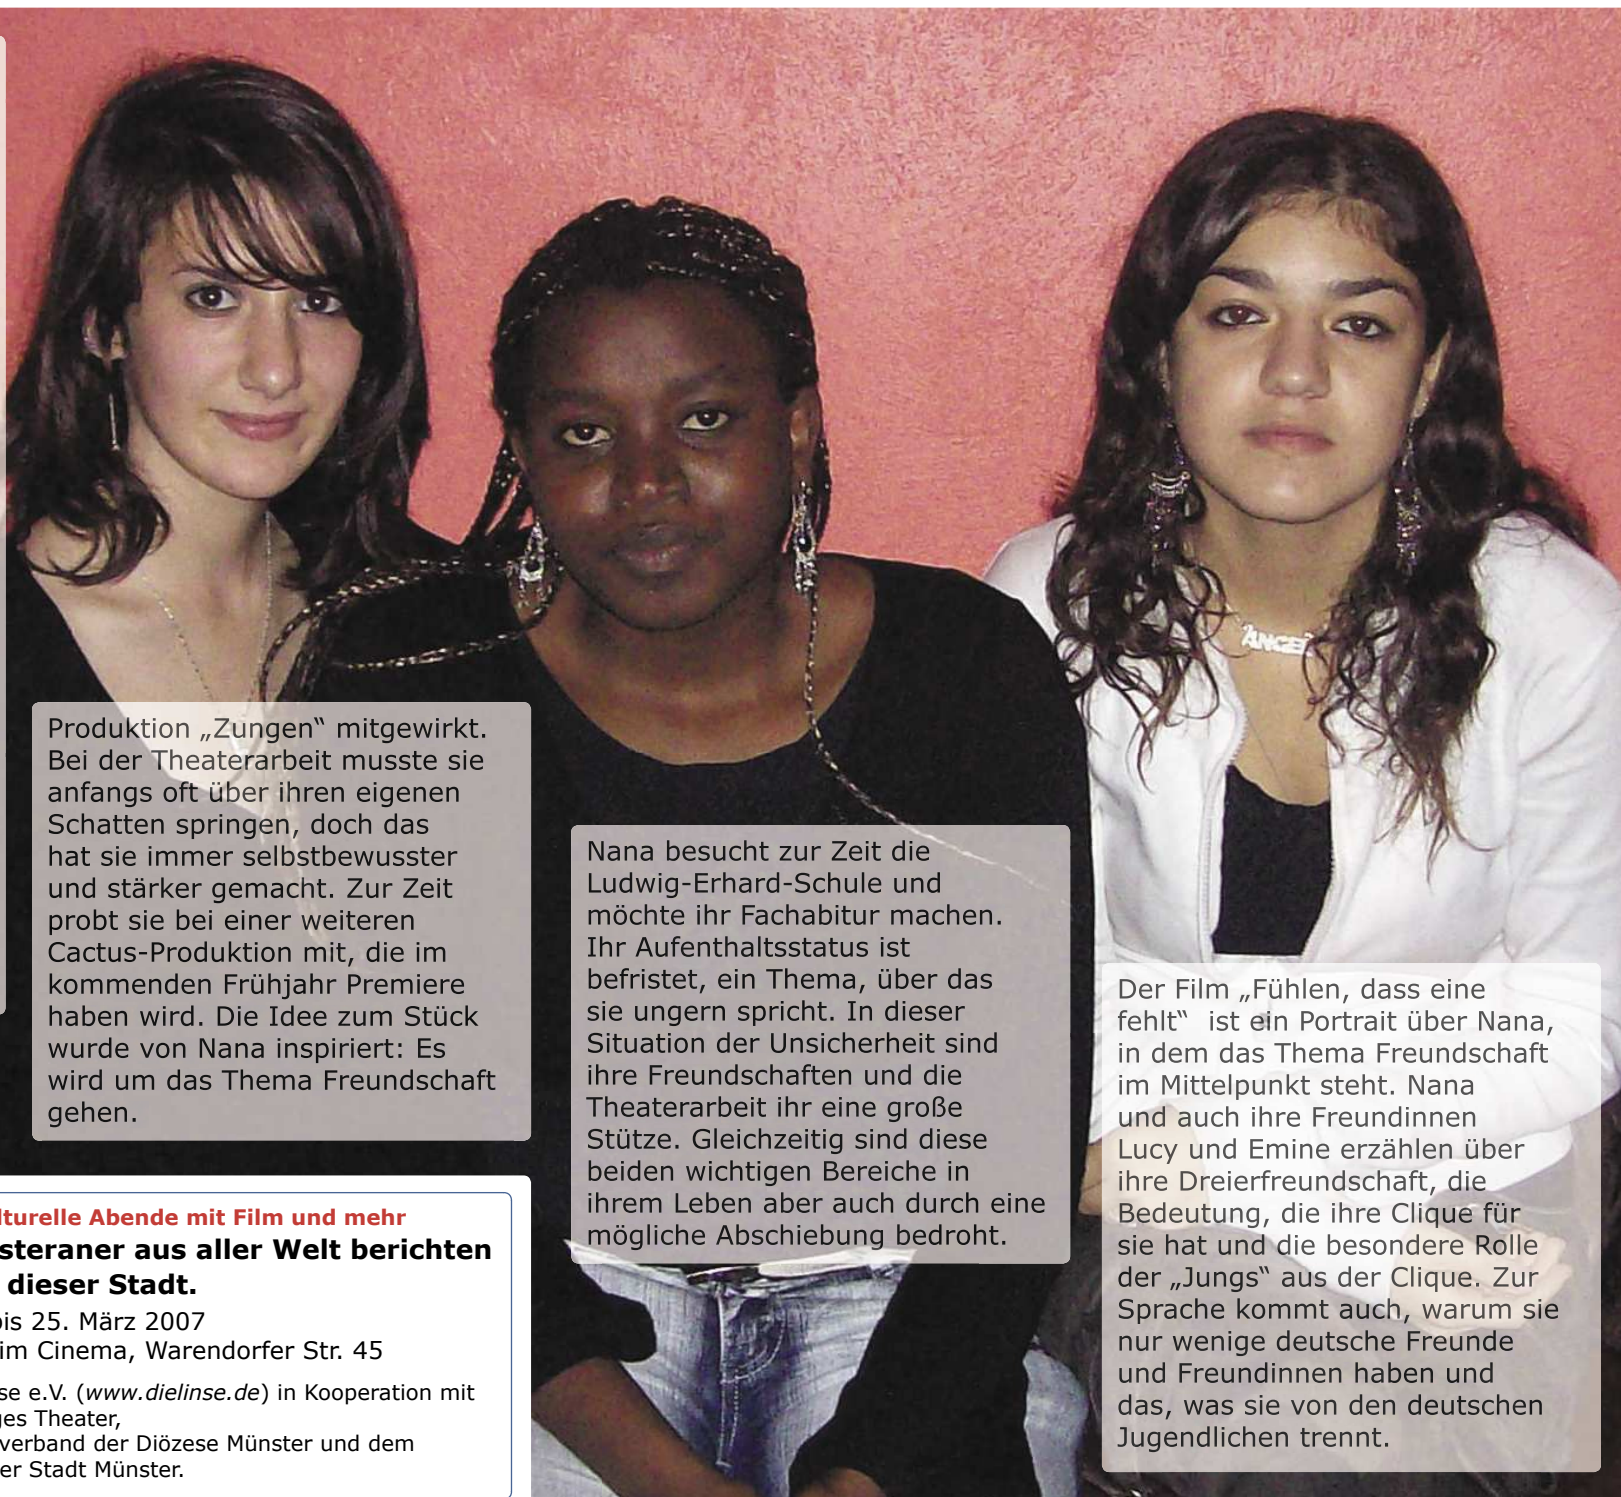 Produktion „Zungen“ mitgewirkt.
Bei der Theaterarbeit musste sie
anfangs oft über ihren eigenen
Schatten springen, doch das
hat sie immer selbstbewusster
und stärker gemacht. Zur Zeit
probt sie bei einer weiteren
Cactus-Produktion mit, die im
kommenden Frühjahr Premiere
haben wird. Die Idee zum Stück
wurde von Nana inspiriert: Es
wird um das Thema Freundschaft
gehen.
Nana besucht zur Zeit die
Ludwig-Erhard-Schule und
möchte ihr Fachabitur machen.
Ihr Aufenthaltsstatus ist
befristet, ein Thema, über das
sie ungern spricht. In dieser
Situation der Unsicherheit sind
ihre Freundschaften und die
Theaterarbeit ihr eine große
Stütze. Gleichzeitig sind diese
beiden wichtigen Bereiche in
ihrem Leben aber auch durch eine
mögliche Abschiebung bedroht.
Der Film „Fühlen, dass eine
fehlt“ ist ein Portrait über Nana,
in dem das Thema Freundschaft
im Mittelpunkt steht. Nana
und auch ihre Freundinnen
Lucy und Emine erzählen über
ihre Dreierfreundschaft, die
Bedeutung, die ihre Clique für
sie hat und die besondere Rolle
der „Jungs“ aus der Clique. Zur
Sprache kommt auch, warum sie
nur wenige deutsche Freunde
und Freundinnen haben und
das, was sie von den deutschen
Jugendlichen trennt.
lturelle Abende mit Film und mehr
steraner aus aller Welt berichten
dieser Stadt.
bis 25. März 2007
im Cinema, Warendorfer Str. 45
se e.V. (www.dielinse.de) in Kooperation mit
ges Theater,
verband der Diözese Münster und dem
er Stadt Münster.
ANGEL